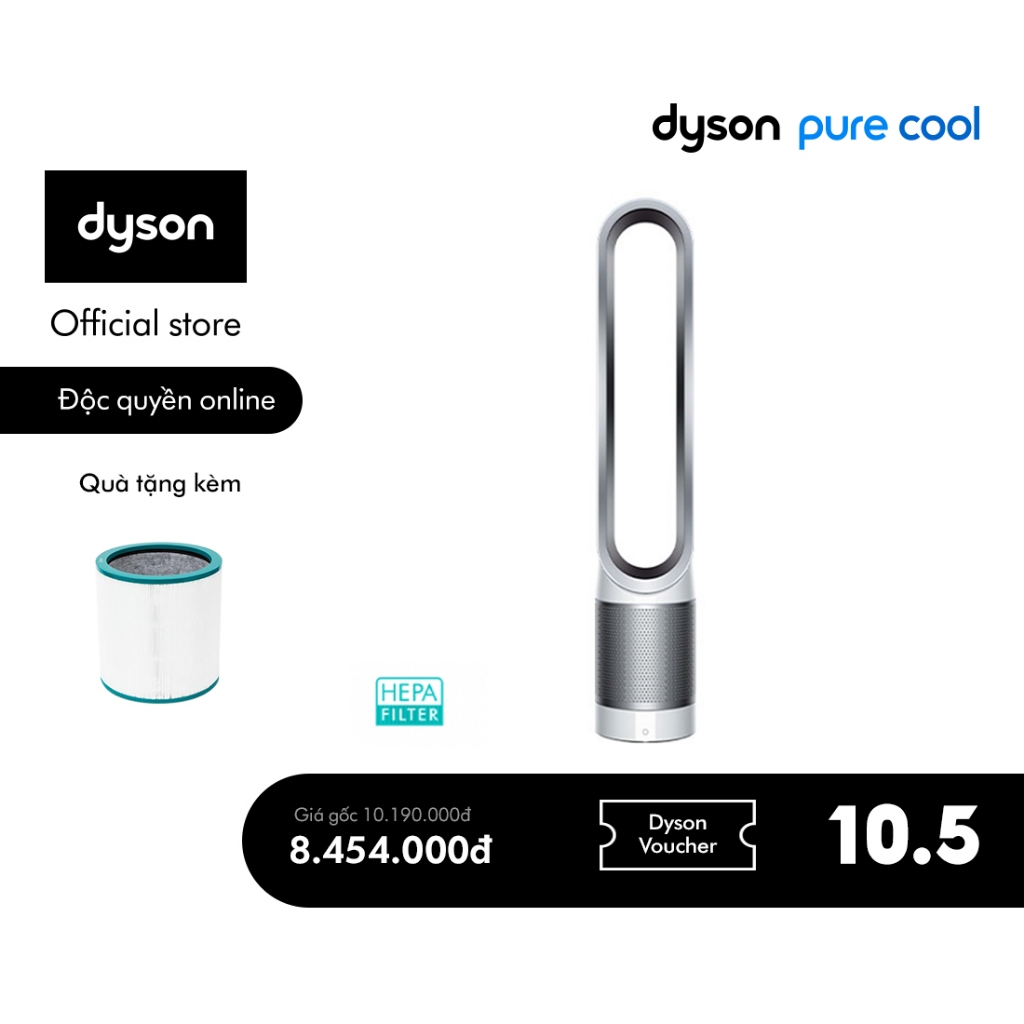 dyson pure cool
dyson
Official store
Độc quyền online
Quà tặng kèm
HEPA
FILTER
Giá gốc 10.190.000đ
8.454.000đ
Dyson
Voucher
10.5